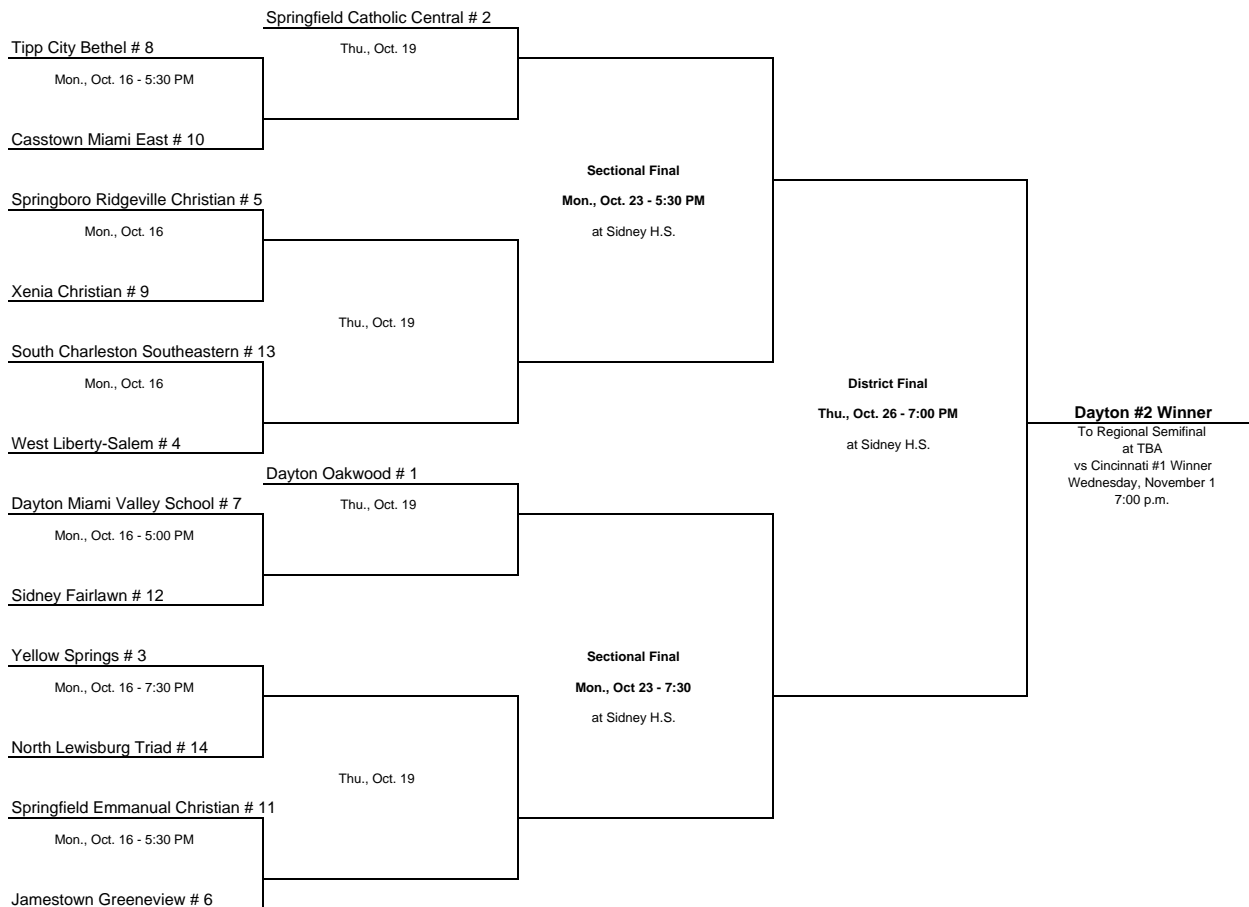 Springfield Catholic Central # 2
Tipp City Bethel # 8
Thu., Oct. 19
Mon., Oct. 16 - 5:30 PM
Casstown Miami East # 10
Sectional Final
Springboro Ridgeville Christian # 5
Mon., Oct. 23 - 5:30 PM
Mon., Oct. 16
at Sidney H.S.
Xenia Christian # 9
Thu., Oct. 19
South Charleston Southeastern # 13
Mon., Oct. 16
District Final
Thu., Oct. 26 - 7:00 PM
Dayton #2 Winner
To Regional Semifinal
at TBA
vs Cincinnati #1 Winner
Wednesday, November 1
7:00 p.m.
West Liberty-Salem # 4
at Sidney H.S.
Dayton Oakwood # 1
Dayton Miami Valley School # 7
Thu., Oct. 19
Mon., Oct. 16 - 5:00 PM
Sidney Fairlawn # 12
Yellow Springs # 3
Sectional Final
Mon., Oct. 16 - 7:30 PM
Mon., Oct 23 - 7:30
at Sidney H.S.
North Lewisburg Triad # 14
Thu., Oct. 19
Springfield Emmanual Christian # 11
Mon., Oct. 16 - 5:30 PM
Jamestown Greeneview # 6